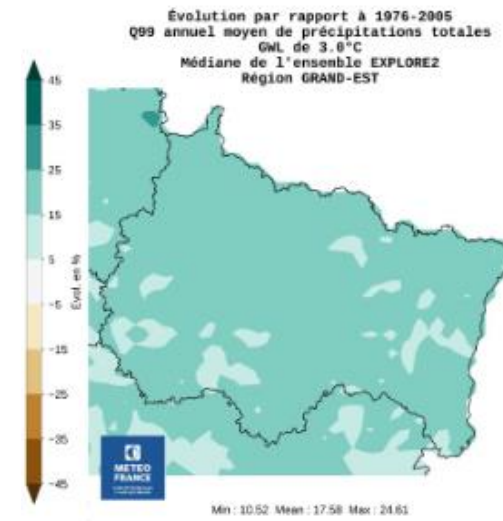 Évolution par rapport à 1976-2005
Q99 annuel moyen de précipitations totales
GWL de 3.0°C
Médiane de l'ensemble EXPLORE2
Région GRAND-EST
45
35
25
15
5
-5
-15
-25
-35
-45
Évol. en %
METEO
FRANCE
Min : 10.52 Mean : 17.58 Max : 24.61